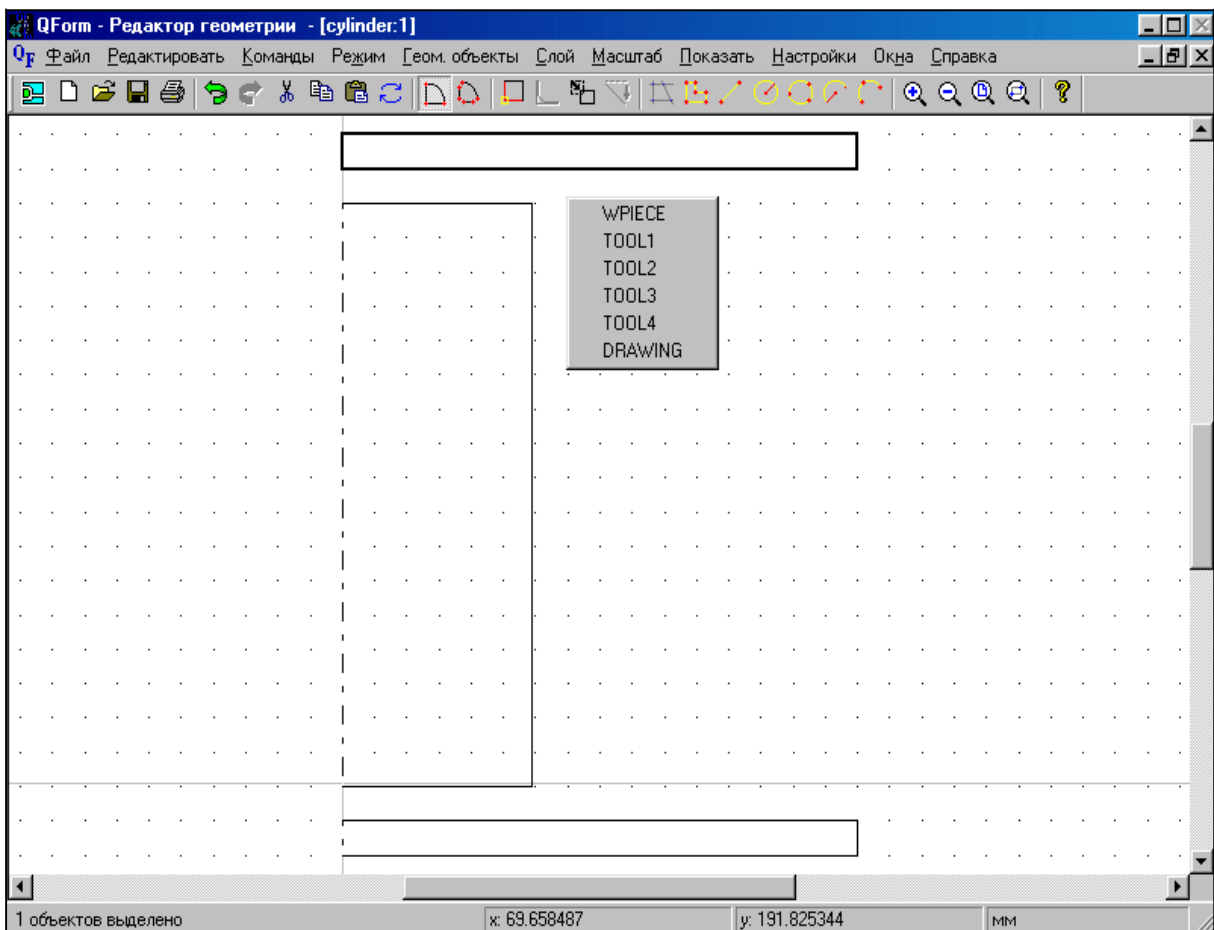 QForm - Редактор геометрии - [cylinder:1]
QF Файл Редактировать Команды Режим Геом. объекты Слой Масштаб Показать Настройки Окна Справка
WPIECE
TOOL1
TOOL2
TOOL3
TOOL4
DRAWING
1 объектов выделено x: 69.658487 y: 191.825344 мм